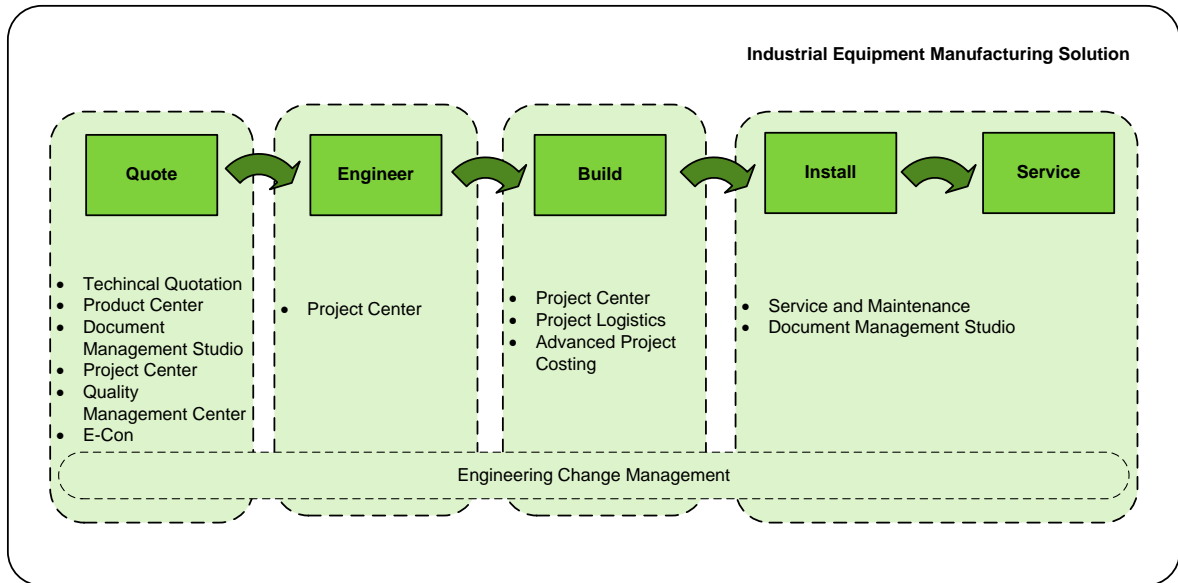 Industrial Equipment Manufacturing Solution
Quote
Engineer
Build
Install
Service
• Techincal Quotation
• Product Center
• Document
Management Studio
• Project Center
• Quality
Management Center
• E-Con
• Project Center
• Project Center
• Project Logistics
• Advanced Project
Costing
• Service and Maintenance
• Document Management Studio
Engineering Change Management